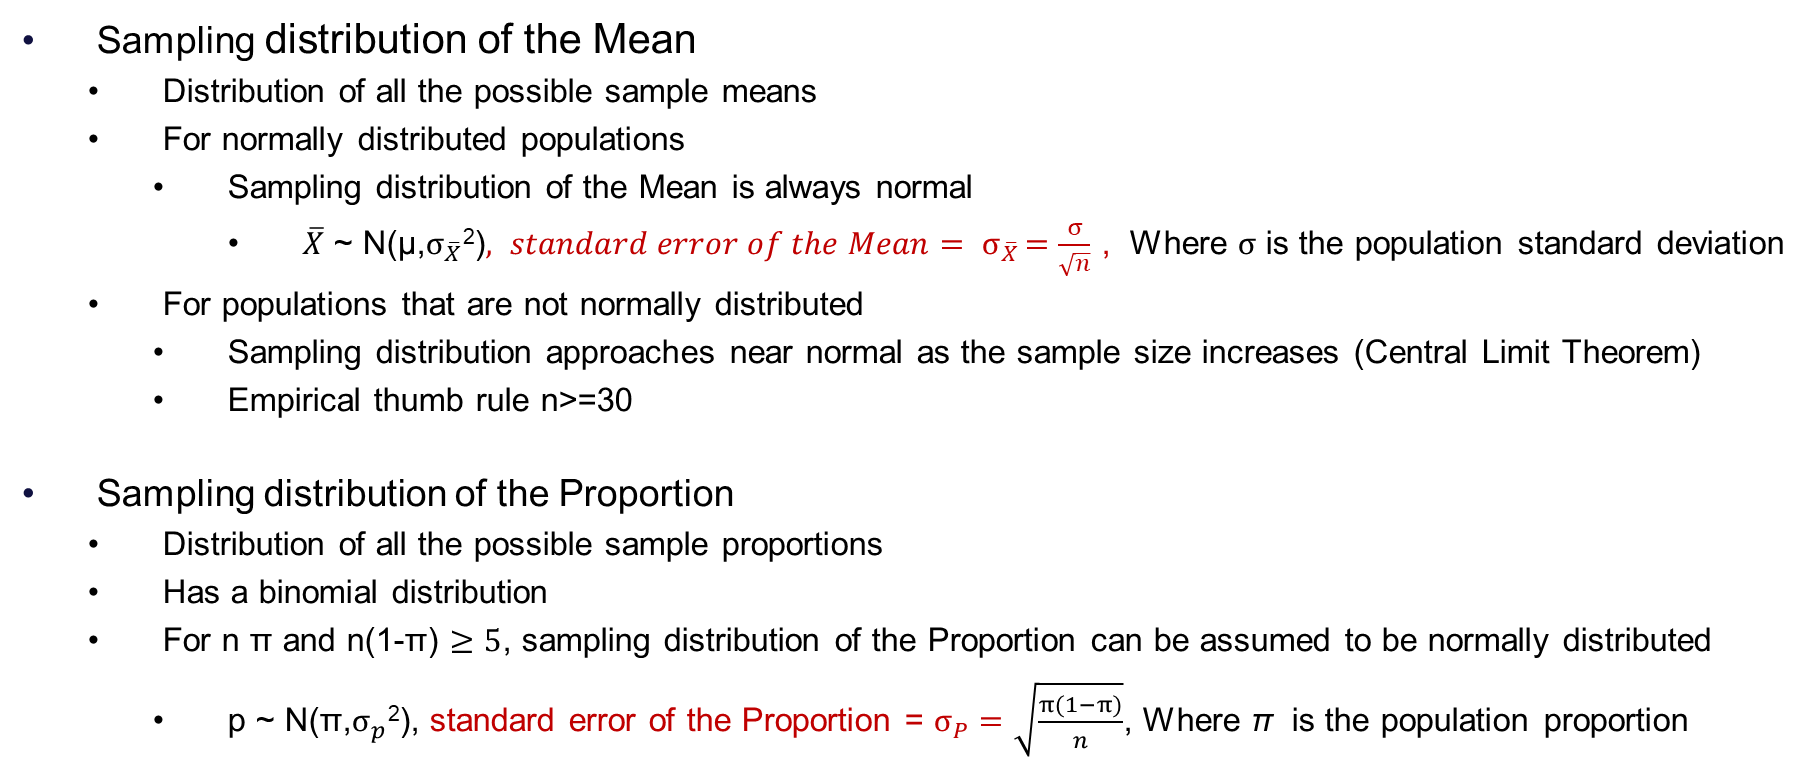 • Sampling distribution of the Mean
• Distribution of all the possible sample means
• For normally distributed populations
• Sampling distribution of the Mean is always normal
• X̄ ~ N(μ,σ_X̄²), standard error of the Mean = σ_X̄ = σ/√n , Where σ is the population standard deviation
• For populations that are not normally distributed
• Sampling distribution approaches near normal as the sample size increases (Central Limit Theorem)
• Empirical thumb rule n>=30
• Sampling distribution of the Proportion
• Distribution of all the possible sample proportions
• Has a binomial distribution
• For n π and n(1-π) ≥ 5, sampling distribution of the Proportion can be assumed to be normally distributed
• p ~ N(π,σ_p²), standard error of the Proportion = σ_P = √(π(1−π)/n), Where π is the population proportion